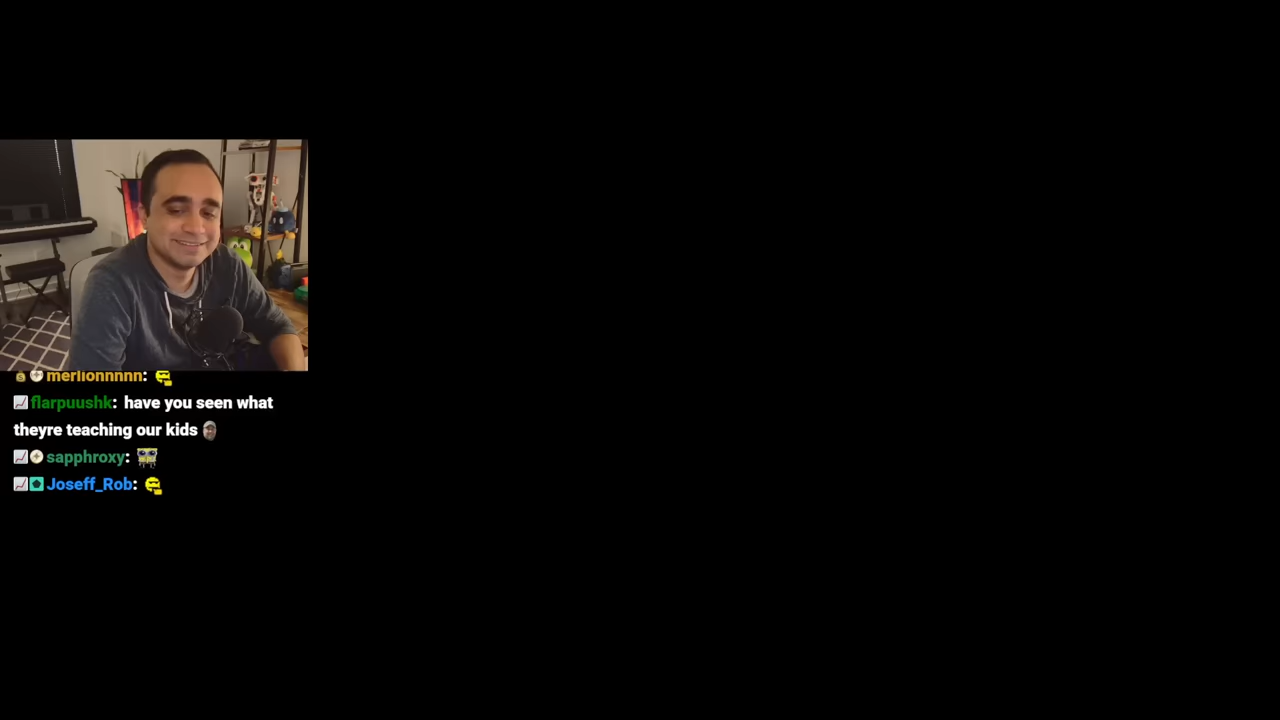 merlionnnnn:
flarpuushk: have you seen what
theyre teaching our kids
sapphroxy:
Joseff_Rob: